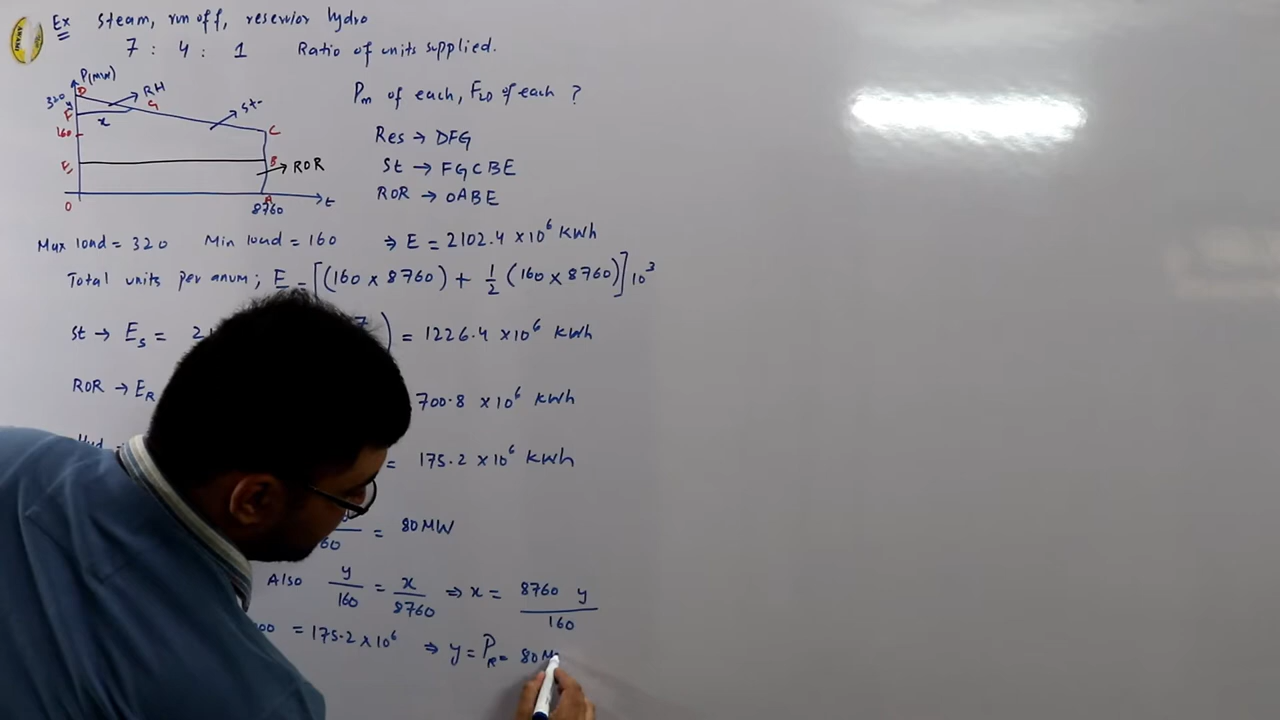 Ex Steam, run off, reservior hydro
7 : 4 : 1 Ratio of units supplied.
P(MW)
D
RH
320
y
G
St-
F
x
160
C
E
B
ROR
O
A
8760
t
Pm of each, FLD of each ?
Res → DFG
St → FGCBE
ROR → OABE
Max load = 320 Min load = 160 ⇒ E = 2102.4 × 10⁶ kWh
Total units per anum; E = [(160 × 8760) + 1/2 (160 × 8760)] 10³
St → Es = 7 ) = 1226.4 × 10⁶ kWh
ROR → ER 700.8 × 10⁶ kWh
= 175.2 × 10⁶ kWh
60 = 80 MW
Also y/160 = x/8760 ⇒ x = 8760 y / 160
= 175.2 × 10⁶ ⇒ y = PR = 80 M